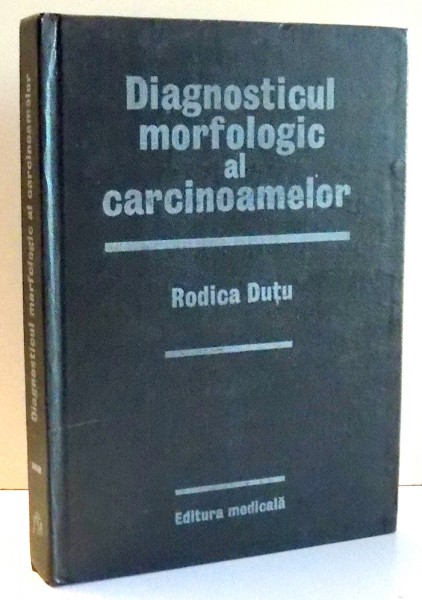 Diagnosticul
morfologic
al
carcinoamelor
Rodica Duțu
Editura medicală
Diagnosticul morfologic al carcinoamelor